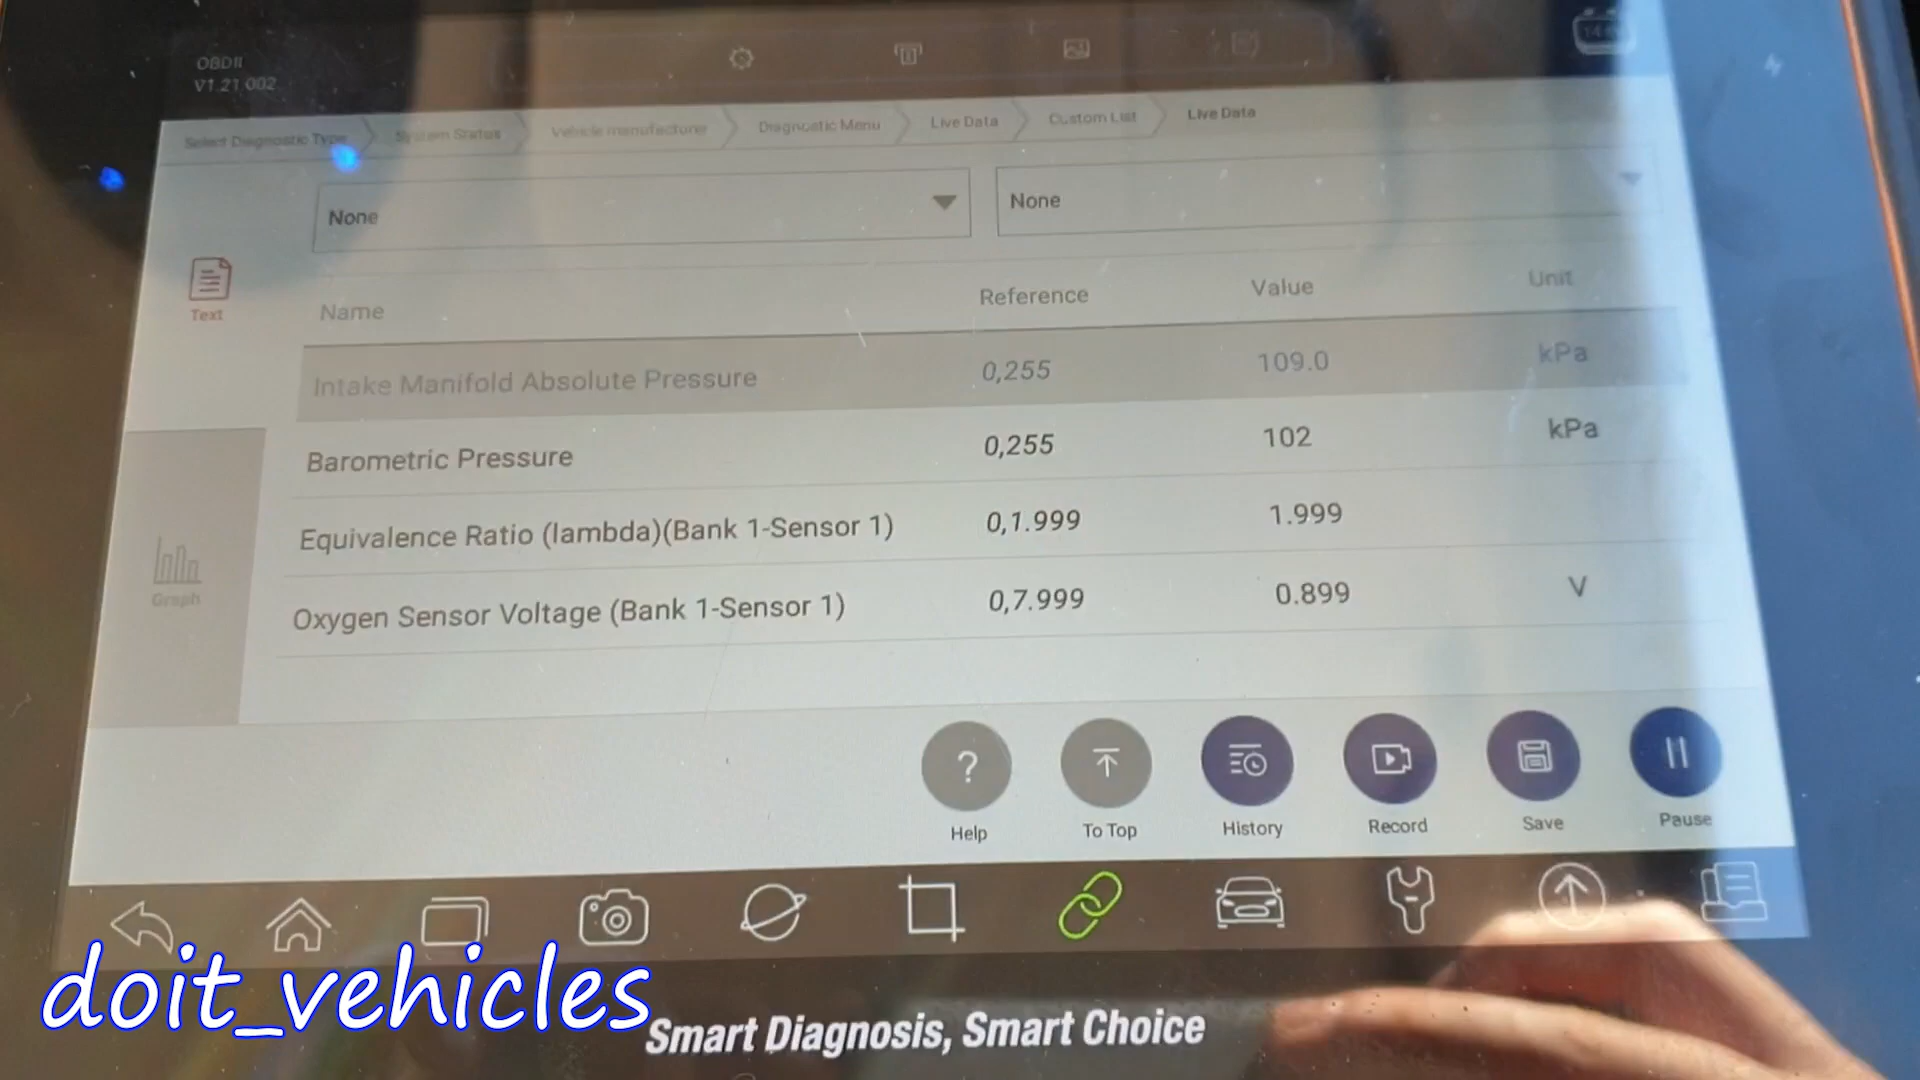 OBDII
V1.21.002
Select Diagnostic Type
System Status
Vehicle manufacturer
Diagnostic Menu
Live Data
Custom List
Live Data
None
None
Text
Name Reference Value Unit
Intake Manifold Absolute Pressure 0,255 109.0 kPa
Barometric Pressure 0,255 102 kPa
Equivalence Ratio (lambda)(Bank 1-Sensor 1) 0,1.999 1.999
Oxygen Sensor Voltage (Bank 1-Sensor 1) 0,7.999 0.899 V
Graph
Help
To Top
History
Record
Save
Pause
doit_vehicles
Smart Diagnosis, Smart Choice